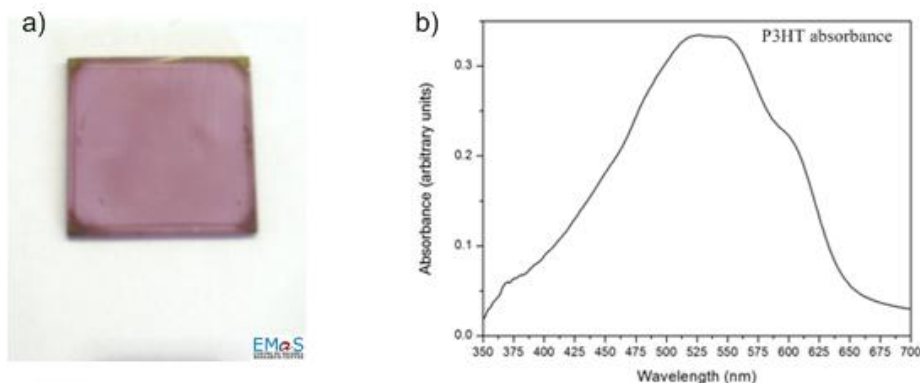 a)
EM@S
b)
P3HT absorbance
Absorbance (arbitrary units)
0.3
0.2
0.1
0.0
350 375 400 425 450 475 500 525 550 575 600 625 650 675 700
Wavelength (nm)